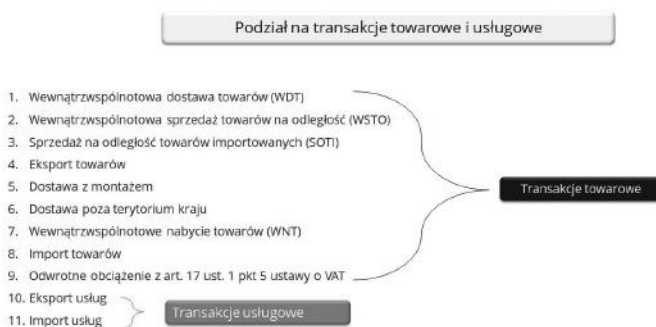 Podział na transakcje towarowe i usługowe
1. Wewnątrzwspólnotowa dostawa towarów (WDT)
2. Wewnątrzwspólnotowa sprzedaż towarów na odległość (WSTO)
3. Sprzedaż na odległość towarów importowanych (SOTI)
4. Eksport towarów
5. Dostawa z montażem
6. Dostawa poza terytorium kraju
7. Wewnątrzwspólnotowe nabycie towarów (WNT)
8. Import towarów
9. Odwrotne obciążenie z art. 17 ust. 1 pkt 5 ustawy o VAT
Transakcje towarowe
10. Eksport usług
11. Import usług
Transakcje usługowe